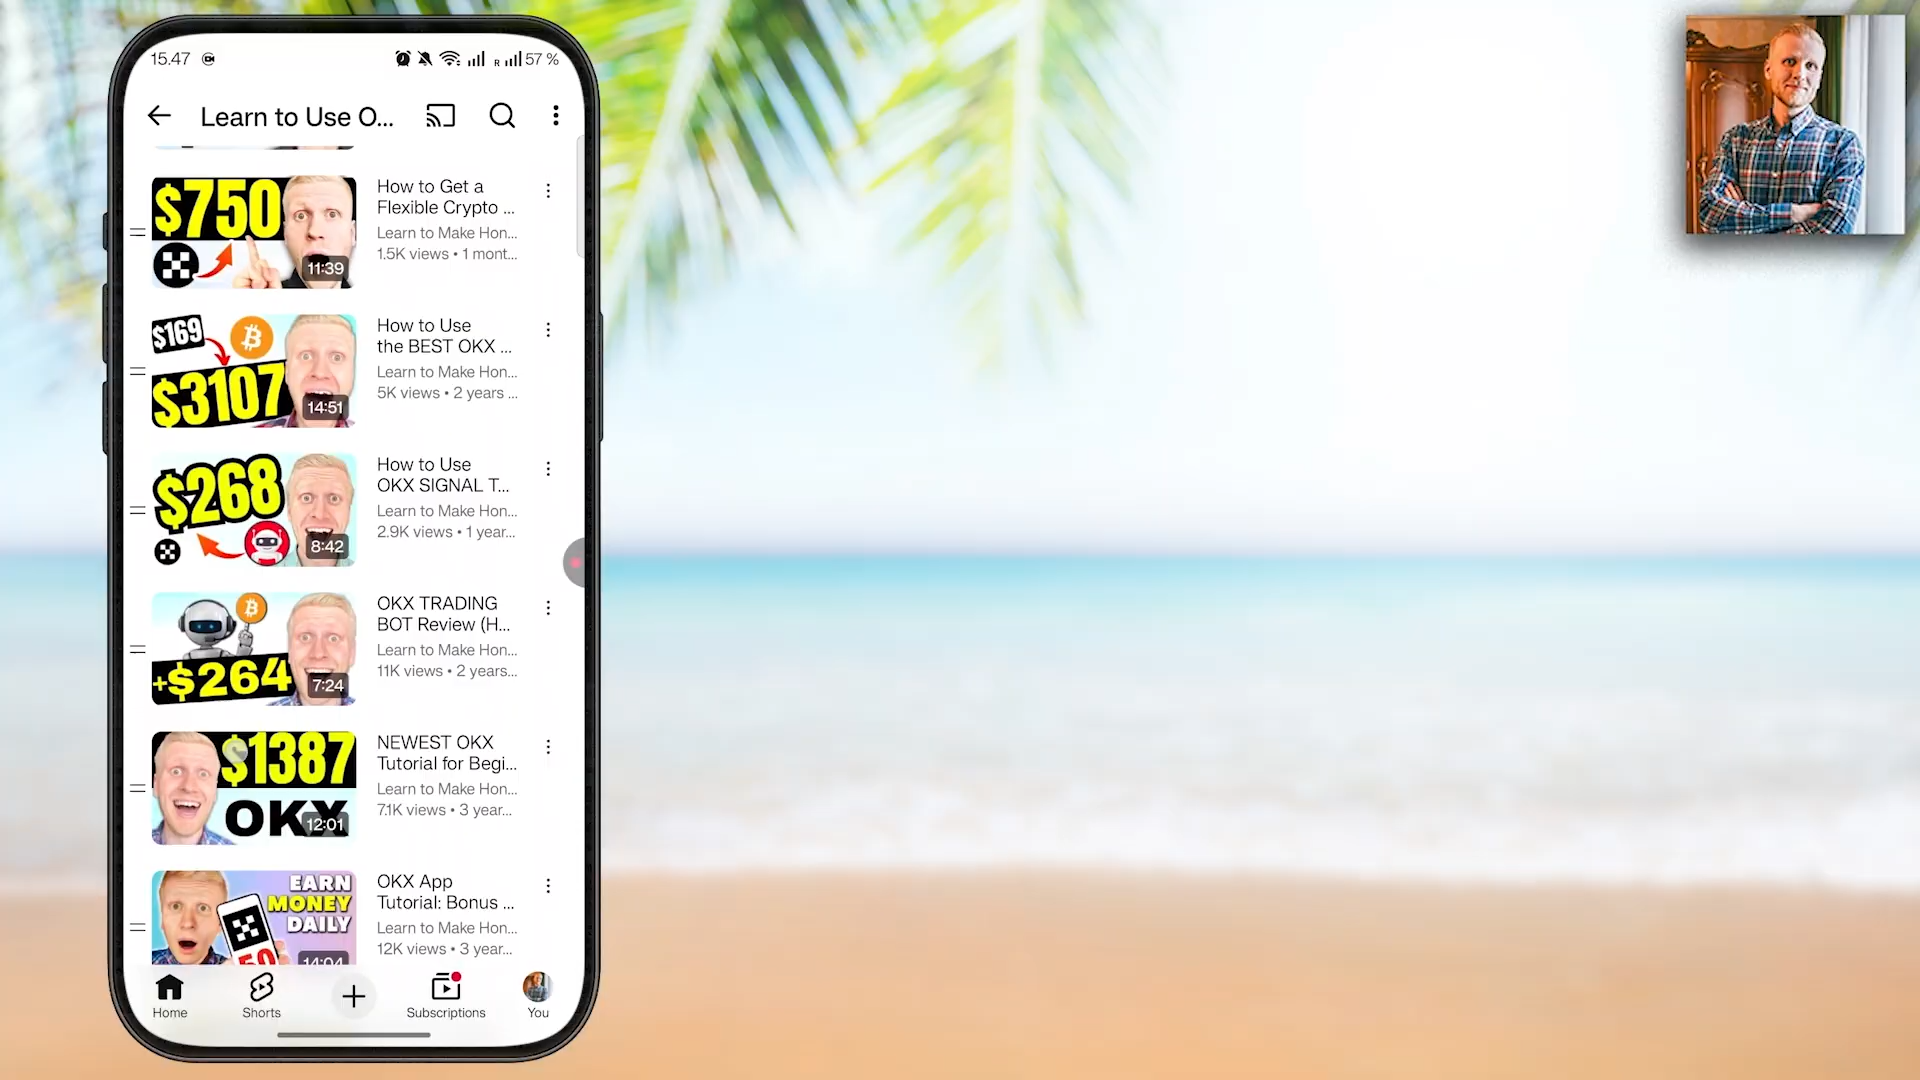 15.47
57 %
Learn to Use O...
$750
11:39
How to Get a
Flexible Crypto ...
Learn to Make Hon...
1.5K views • 1 mont...
$169
$3107
14:51
How to Use
the BEST OKX ...
Learn to Make Hon...
5K views • 2 years ...
$268
8:42
How to Use
OKX SIGNAL T...
Learn to Make Hon...
2.9K views • 1 year...
+$264
7:24
OKX TRADING
BOT Review (H...
Learn to Make Hon...
11K views • 2 years...
$1387
OKX
12:01
NEWEST OKX
Tutorial for Begi...
Learn to Make Hon...
7.1K views • 3 year...
EARN
MONEY
DAILY
50
14:04
OKX App
Tutorial: Bonus ...
Learn to Make Hon...
12K views • 3 year...
Home
Shorts
Subscriptions
You